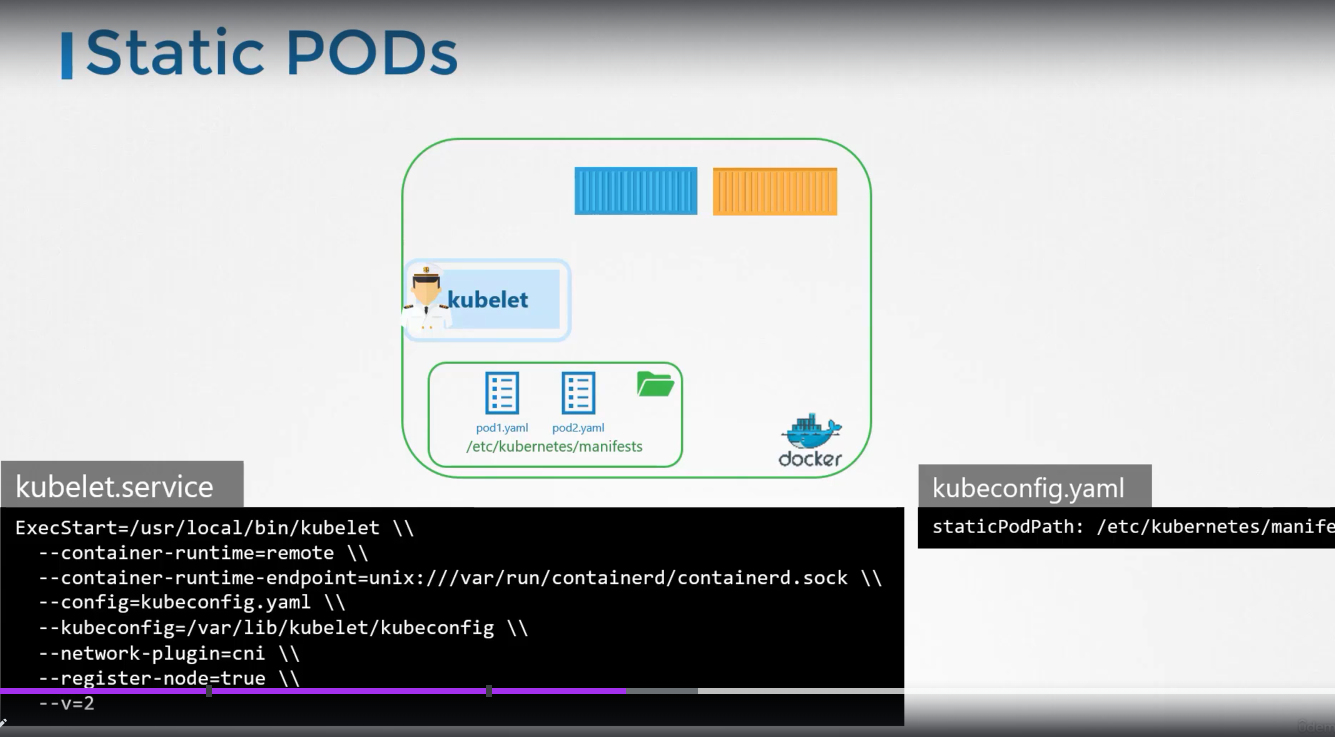 Static PODs
kubelet
pod1.yaml
pod2.yaml
/etc/kubernetes/manifests
docker
kubelet.service
ExecStart=/usr/local/bin/kubelet \\
--container-runtime=remote \\
--container-runtime-endpoint=unix:///var/run/containerd/containerd.sock \\
--config=kubeconfig.yaml \\
--kubeconfig=/var/lib/kubelet/kubeconfig \\
--network-plugin=cni \\
--register-node=true \\
--v=2
kubeconfig.yaml
staticPodPath: /etc/kubernetes/manife